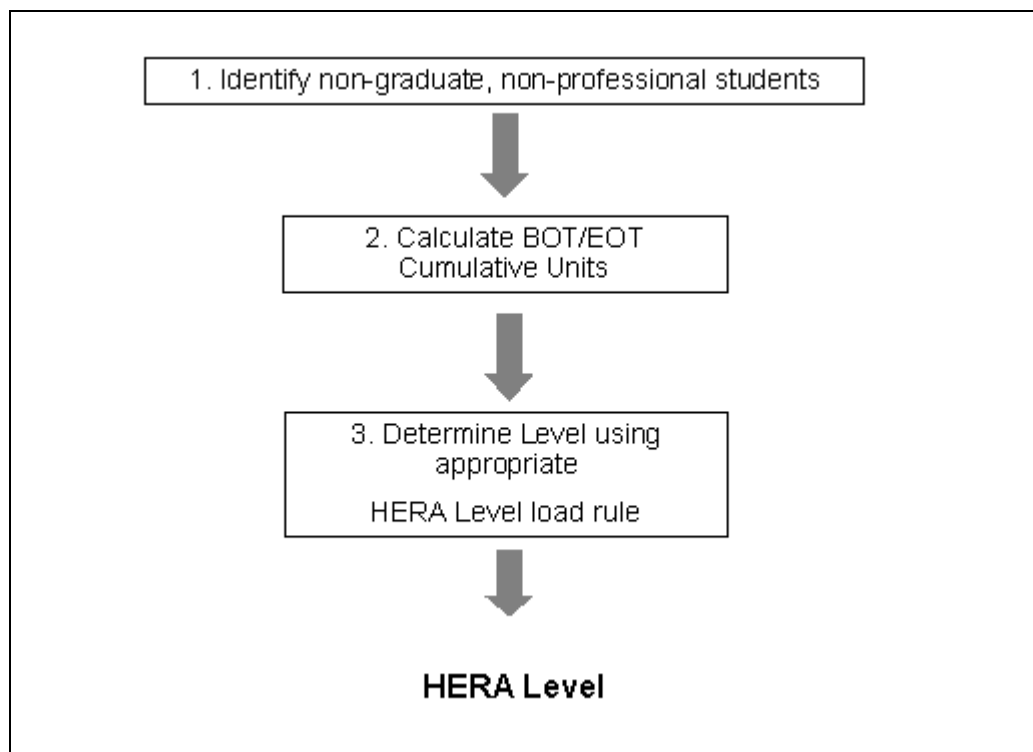 1. Identify non-graduate, non-professional students
2. Calculate BOT/EOT
Cumulative Units
3. Determine Level using
appropriate
HERA Level load rule
HERA Level